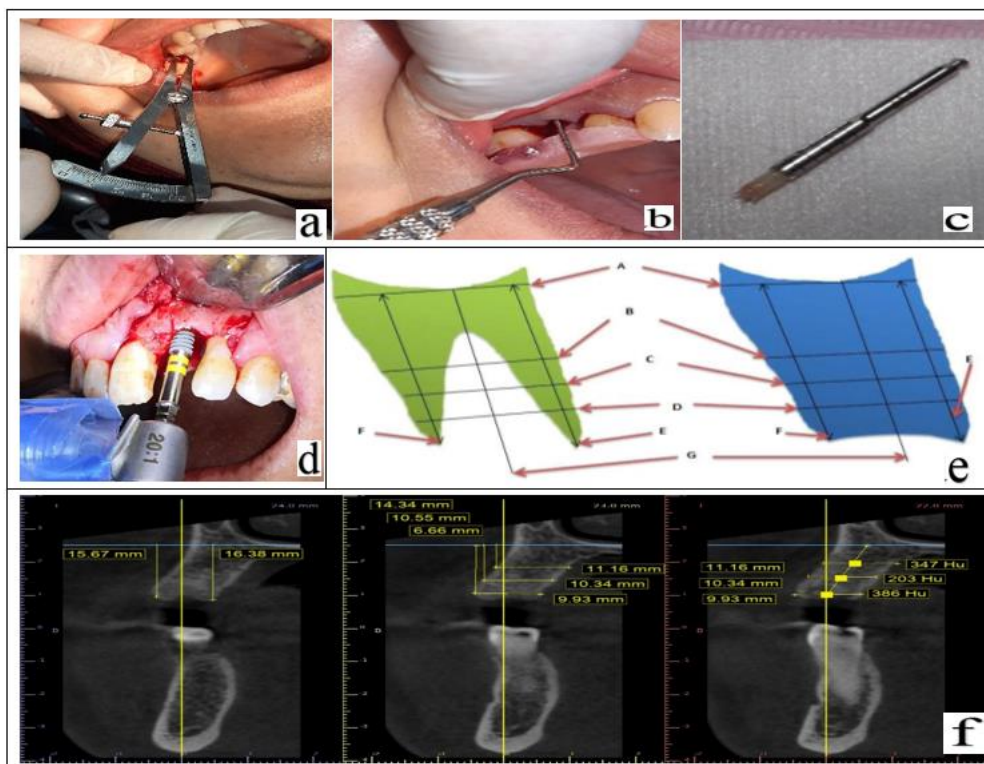 a
b
c
20:1
d
A
B
C
D
E
F
G
E
F
e
15.67 mm
16.38 mm
14.34 mm
10.55 mm
6.66 mm
11.16 mm
10.34 mm
9.93 mm
11.16 mm
10.34 mm
9.93 mm
347 Hu
203 Hu
386 Hu
f